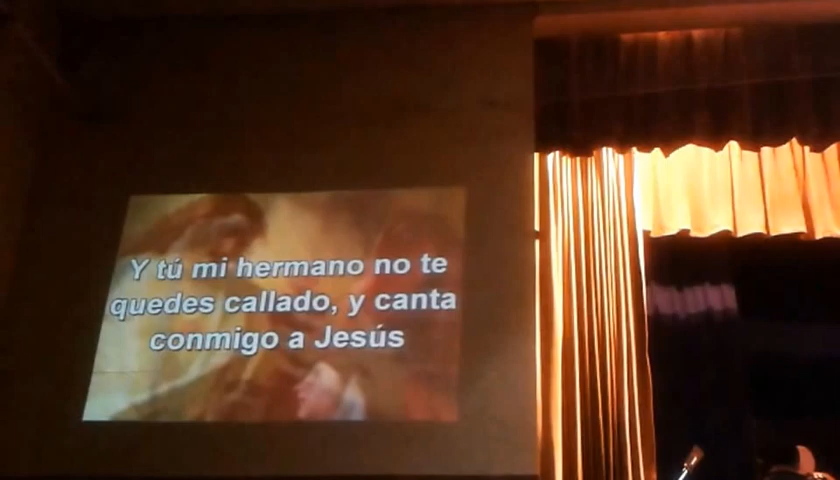 Y tú mi hermano no te
quedes callado, y canta
conmigo a Jesús